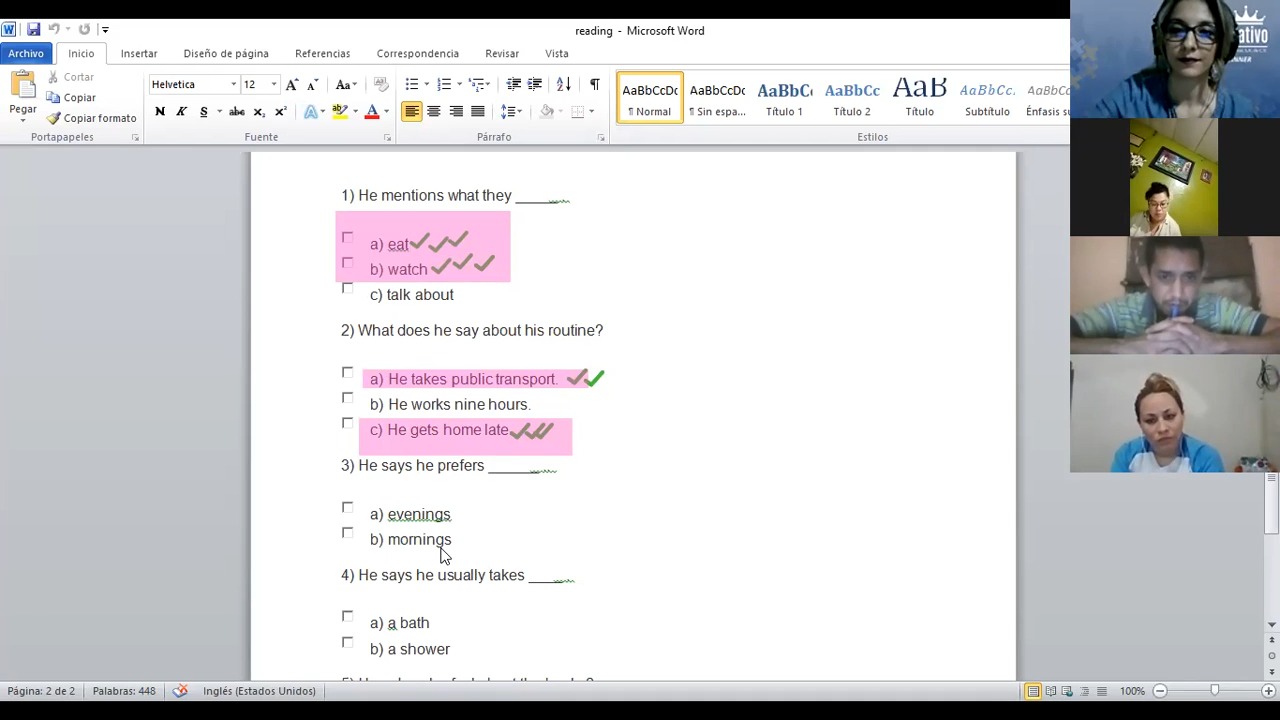 reading - Microsoft Word
Archivo Inicio Insertar Diseño de página Referencias Correspondencia Revisar Vista
Pegar
Cortar
Copiar
Copiar formato
Portapapeles
Helvetica 12
Fuente
Párrafo
AaBbCcDc AaBbCcDc AaBbC AaBbCc AaB AaBbCc.
¶ Normal ¶ Sin espa... Título 1 Título 2 Título Subtítulo Énfasis su
Estilos
ativo
NNER
1) He mentions what they _____
a) eat
b) watch
c) talk about
2) What does he say about his routine?
a) He takes public transport.
b) He works nine hours.
c) He gets home late
3) He says he prefers ______
a) evenings
b) mornings
4) He says he usually takes ____
a) a bath
b) a shower
Página: 2 de 2 Palabras: 448 Inglés (Estados Unidos) 100%